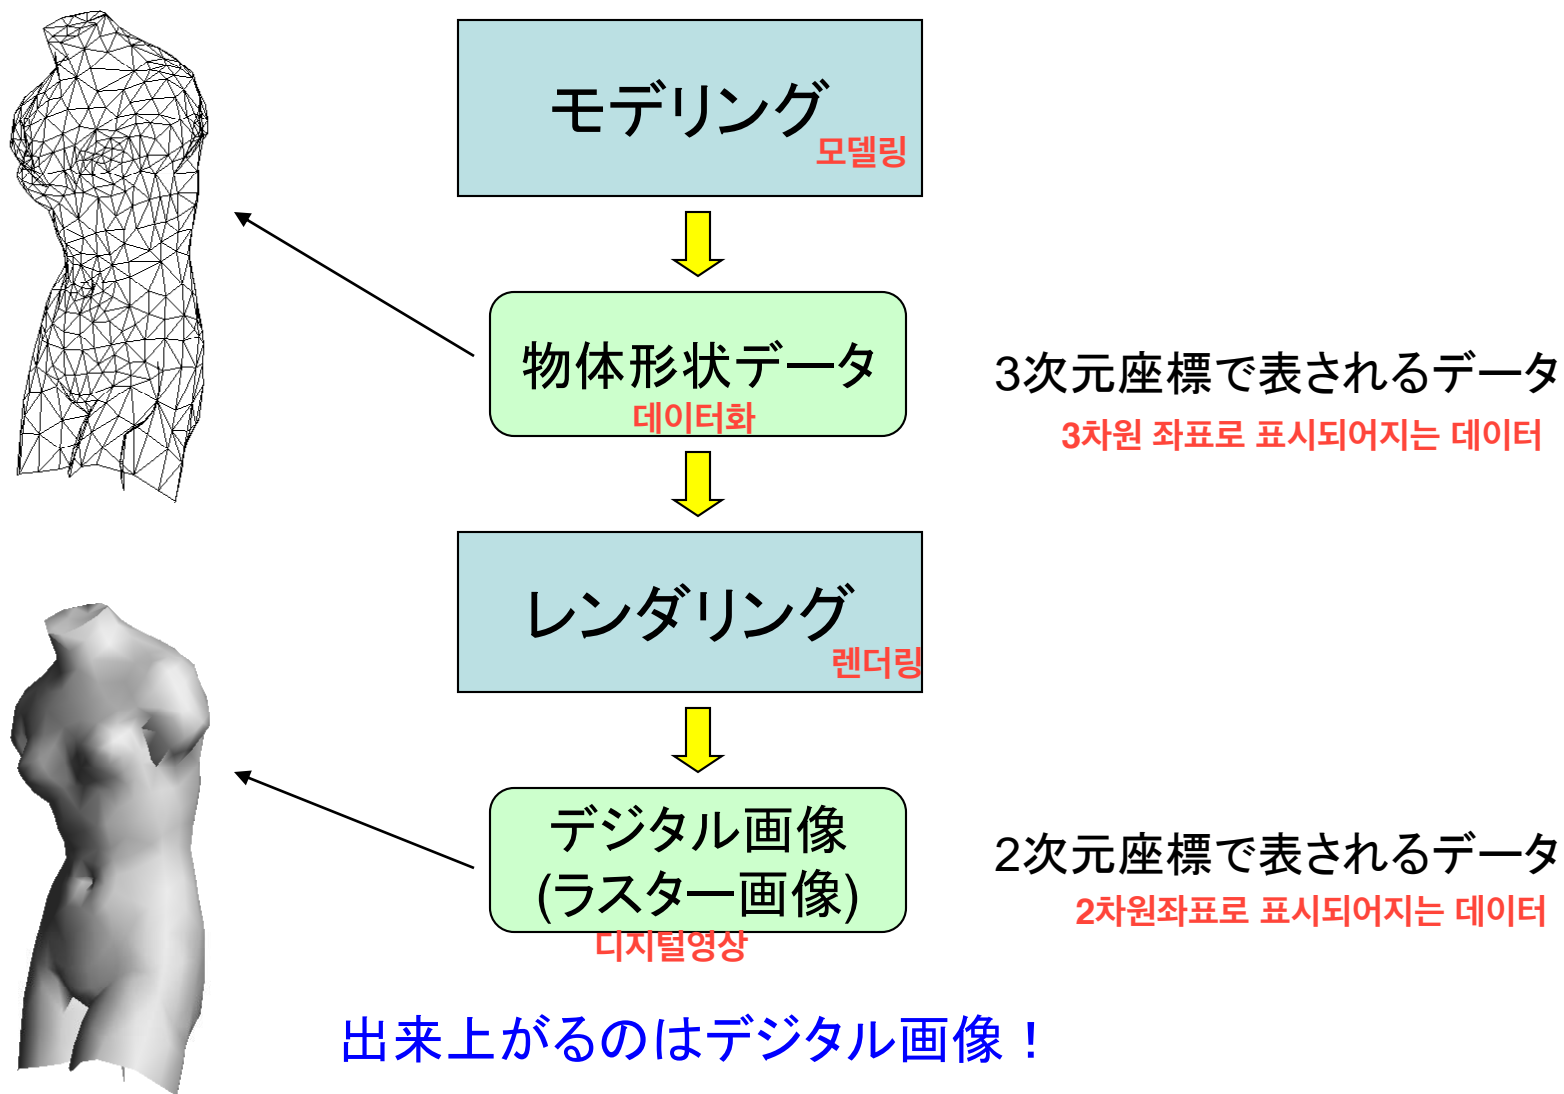 モデリング
모델링
物体形状データ
데이터화
3次元座標で表されるデータ
3차원 좌표로 표시되어지는 데이터
レンダリング
렌더링
デジタル画像
(ラスター画像)
디지털영상
2次元座標で表されるデータ
2차원좌표로 표시되어지는 데이터
出来上がるのはデジタル画像！